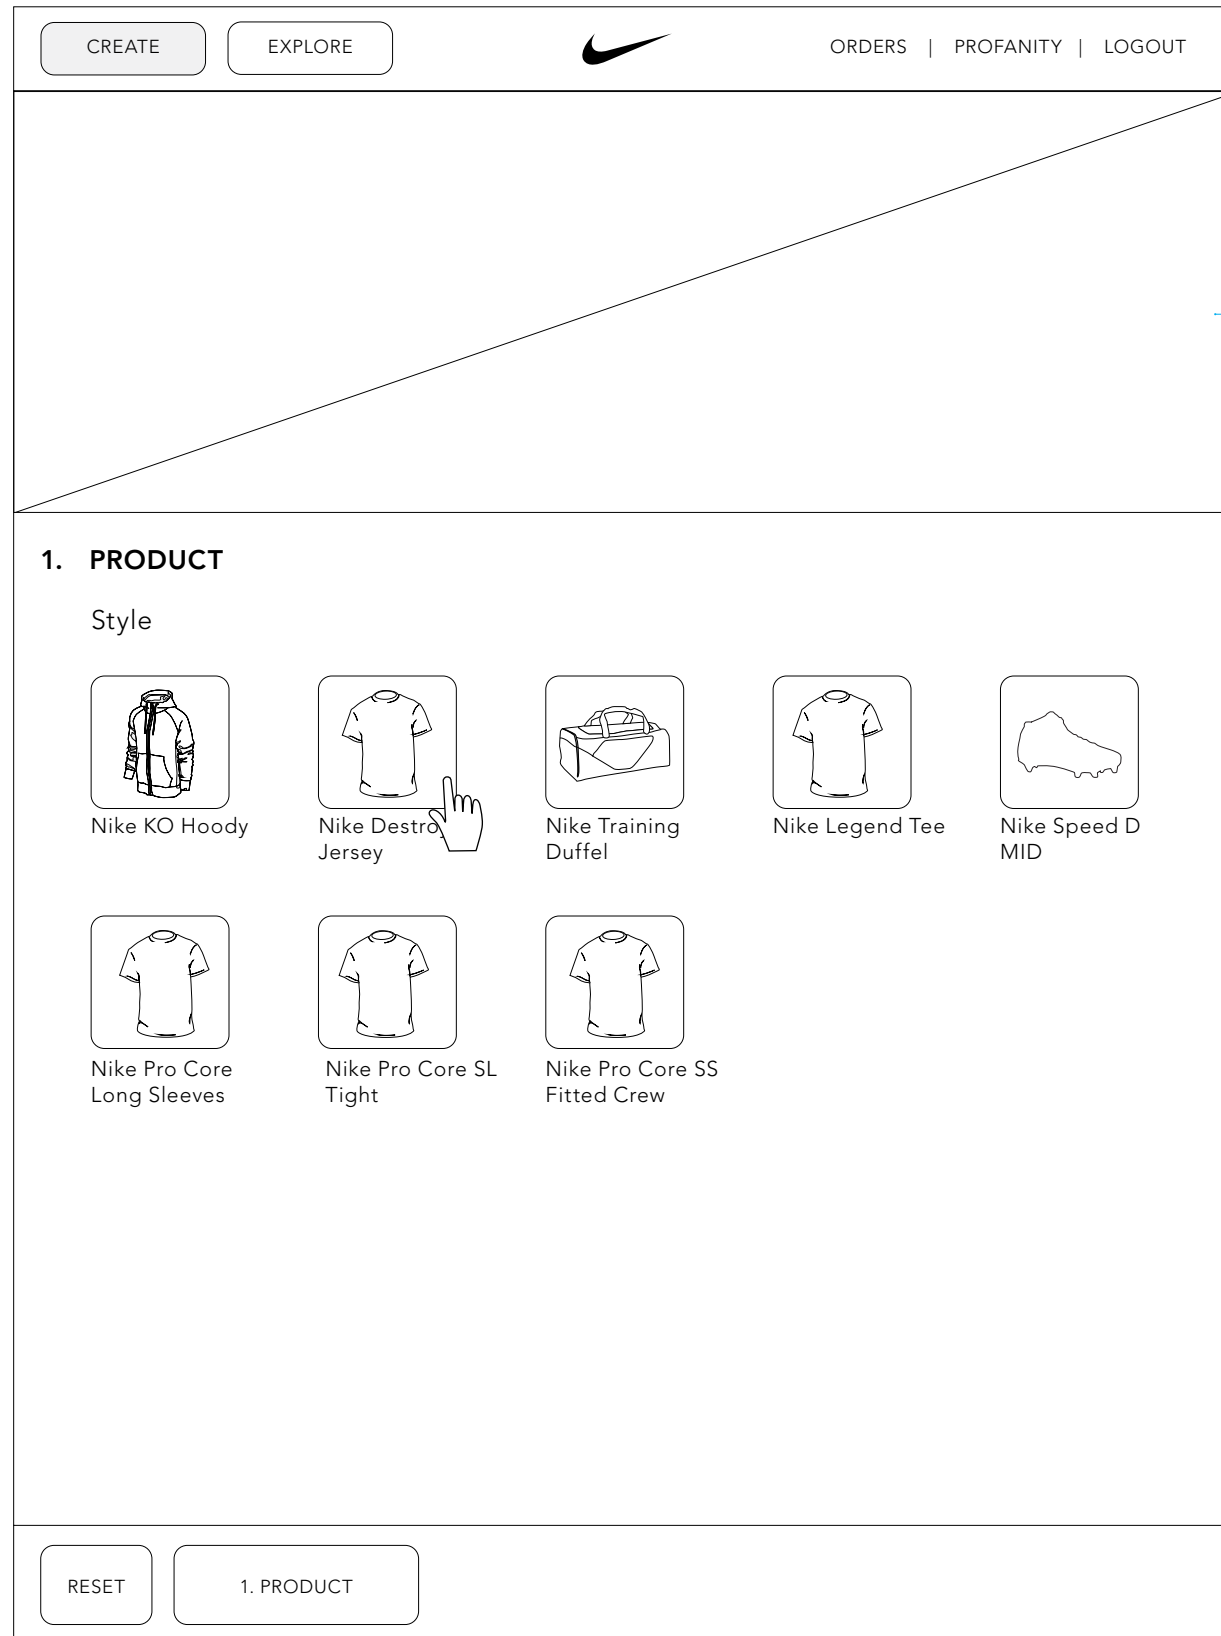 CREATE
EXPLORE
ORDERS | PROFANITY | LOGOUT
1. PRODUCT
Style
Nike KO Hoody
Nike Destro
Jersey
Nike Training
Duffel
Nike Legend Tee
Nike Speed D
MID
Nike Pro Core
Long Sleeves
Nike Pro Core SL
Tight
Nike Pro Core SS
Fitted Crew
RESET
1. PRODUCT